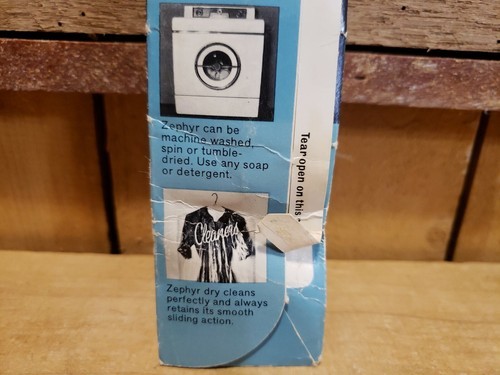 Zephyr can be
machine washed,
spin or tumble-
dried. Use any soap
or detergent.
Tear open on this
Cleaners
Zephyr dry cleans
perfectly and always
retains its smooth
sliding action.